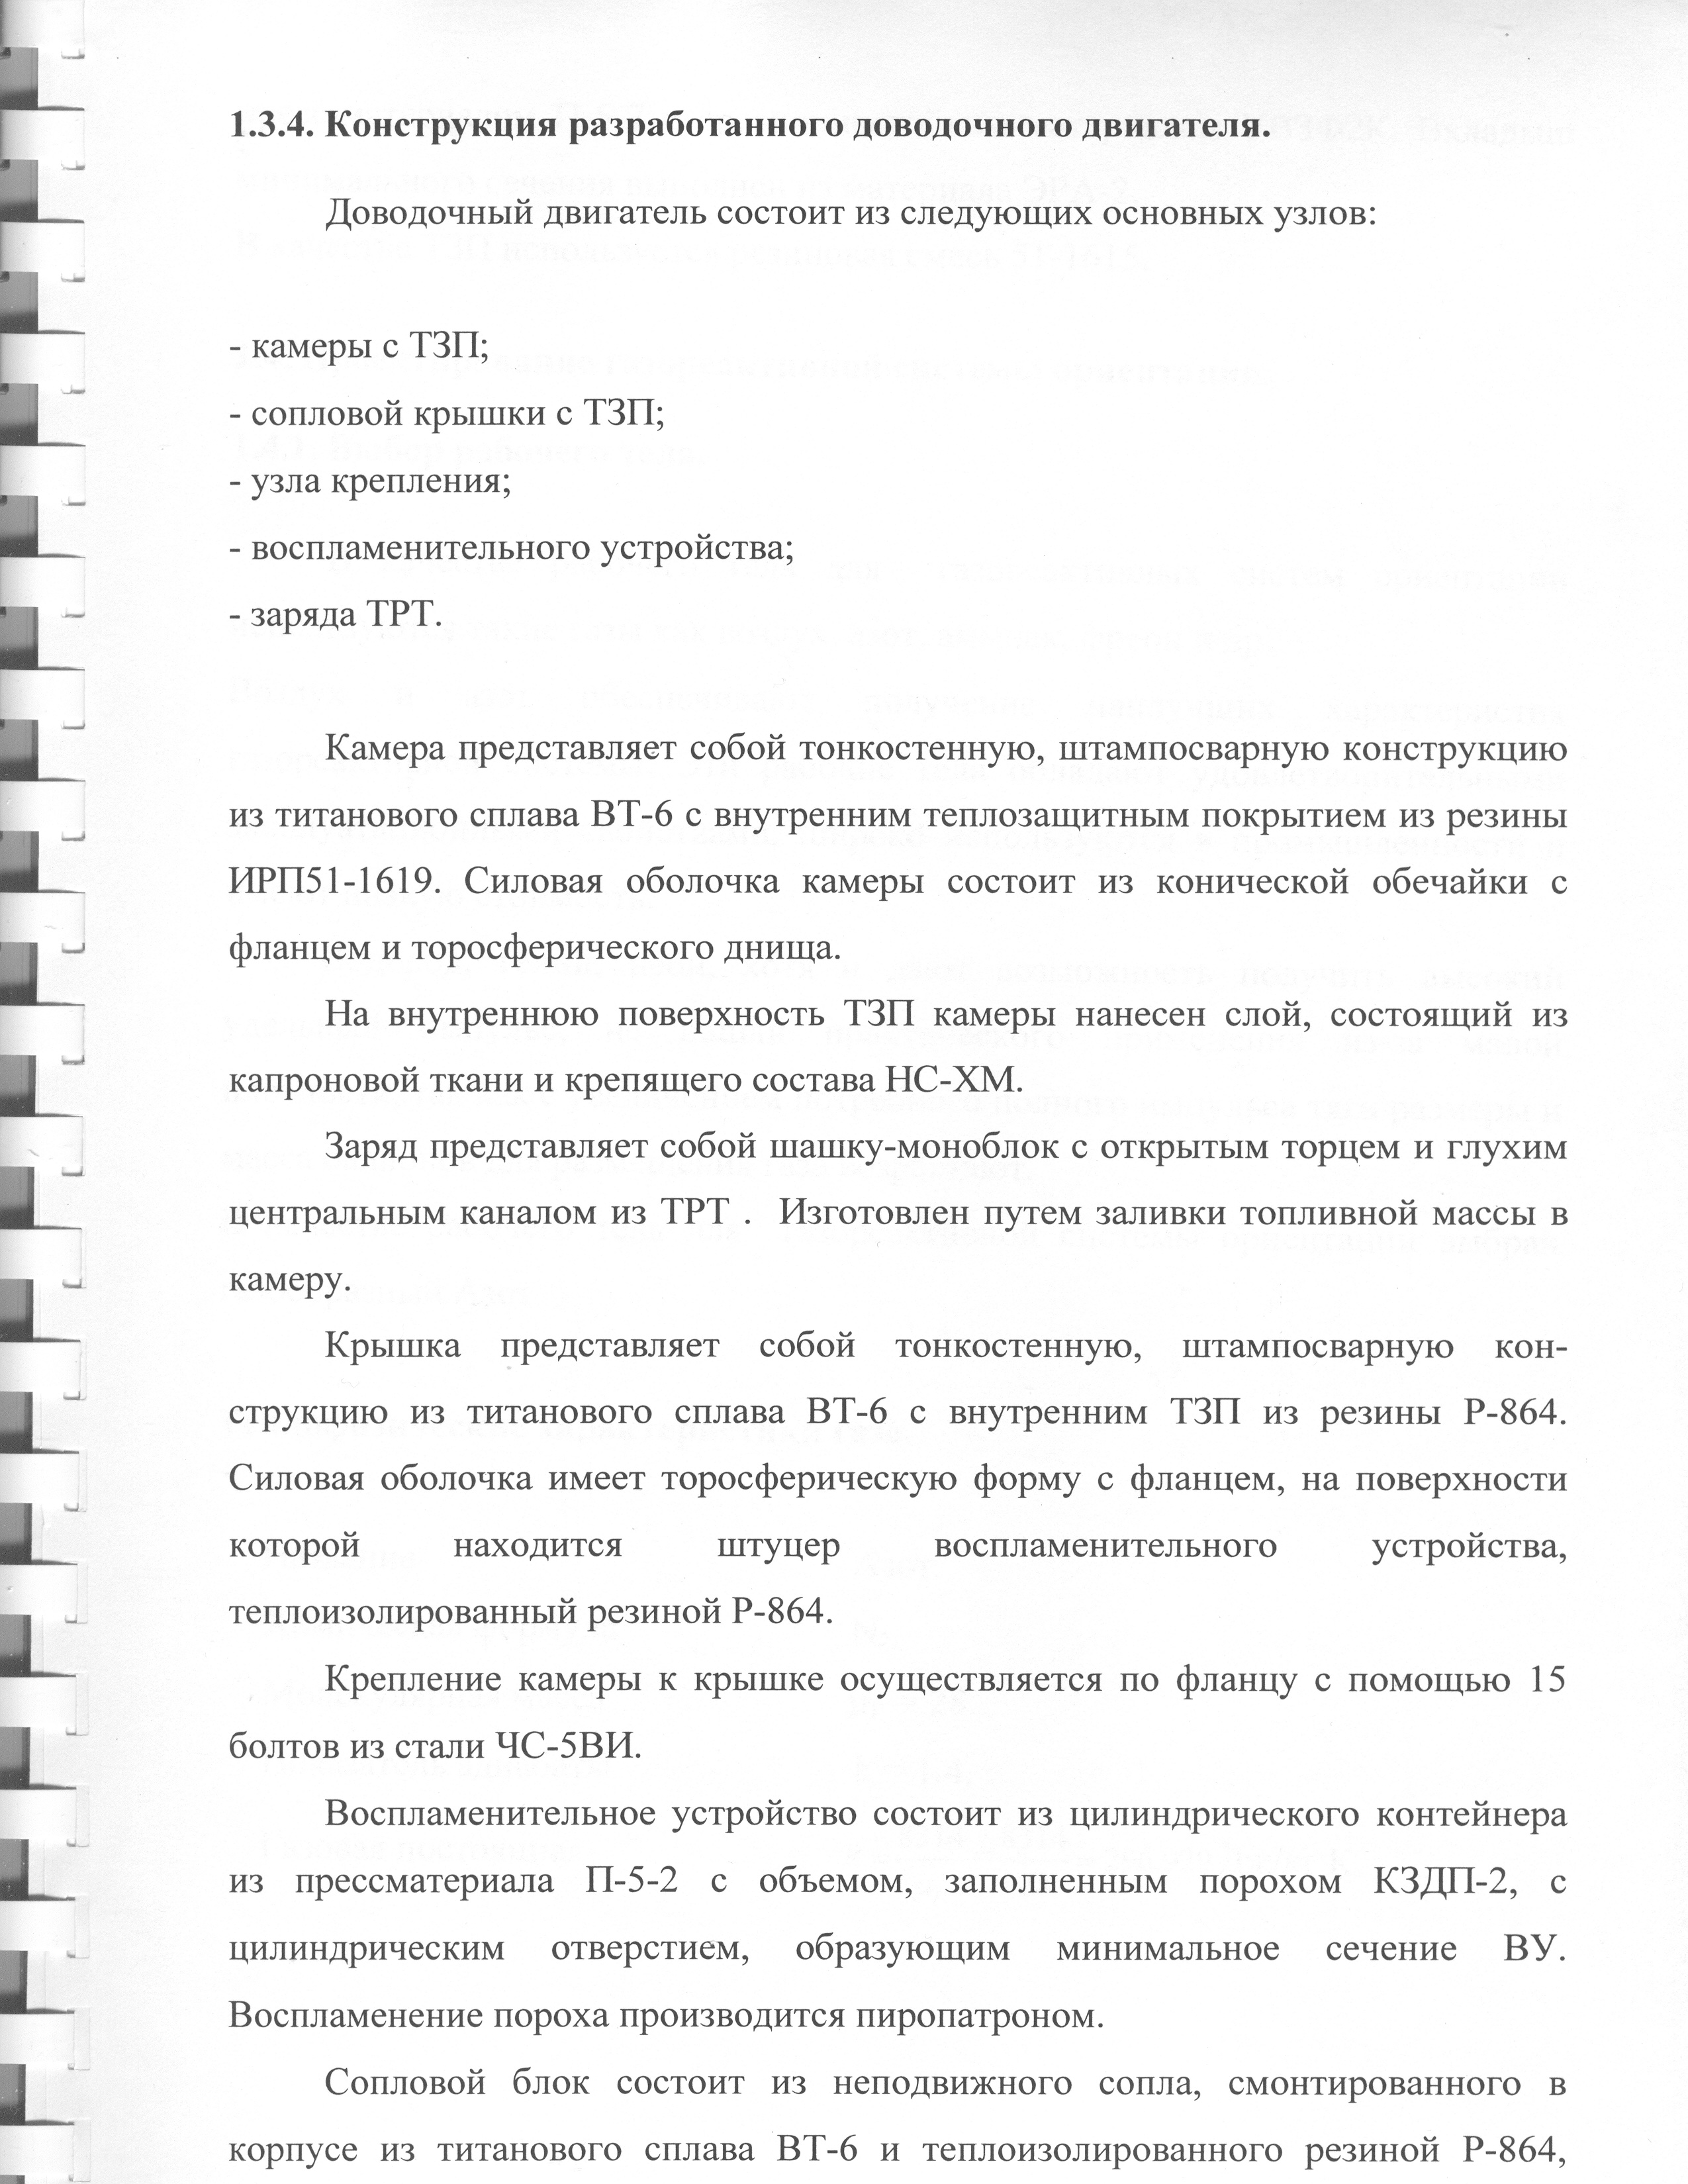 1.3.4. Конструкция разработанного доводочного двигателя.
Доводочный двигатель состоит из следующих основных узлов:
- камеры с ТЗП;
- сопловой крышки с ТЗП;
- узла крепления;
- воспламенительного устройства;
- заряда ТРТ.
Камера представляет собой тонкостенную, штампосварную конструкцию
из титанового сплава ВТ-6 с внутренним теплозащитным покрытием из резины
ИРП51-1619. Силовая оболочка камеры состоит из конической обечайки с
фланцем и торосферического днища.
На внутреннюю поверхность ТЗП камеры нанесен слой, состоящий из
капроновой ткани и крепящего состава НС-ХМ.
Заряд представляет собой шашку-моноблок с открытым торцем и глухим
центральным каналом из ТРТ .  Изготовлен путем заливки топливной массы в
камеру.
Крышка представляет собой тонкостенную, штампосварную кон-
струкцию из титанового сплава ВТ-6 с внутренним ТЗП из резины Р-864.
Силовая оболочка имеет торосферическую форму с фланцем, на поверхности
которой находится штуцер воспламенительного устройства,
теплоизолированный резиной Р-864.
Крепление камеры к крышке осуществляется по фланцу с помощью 15
болтов из стали ЧС-5ВИ.
Воспламенительное устройство состоит из цилиндрического контейнера
из прессматериала П-5-2 с объемом, заполненным порохом КЗДП-2, с
цилиндрическим отверстием, образующим минимальное сечение ВУ.
Воспламенение пороха производится пиропатроном.
Сопловой блок состоит из неподвижного сопла, смонтированного в
корпусе из титанового сплава ВТ-6 и теплоизолированного резиной Р-864,